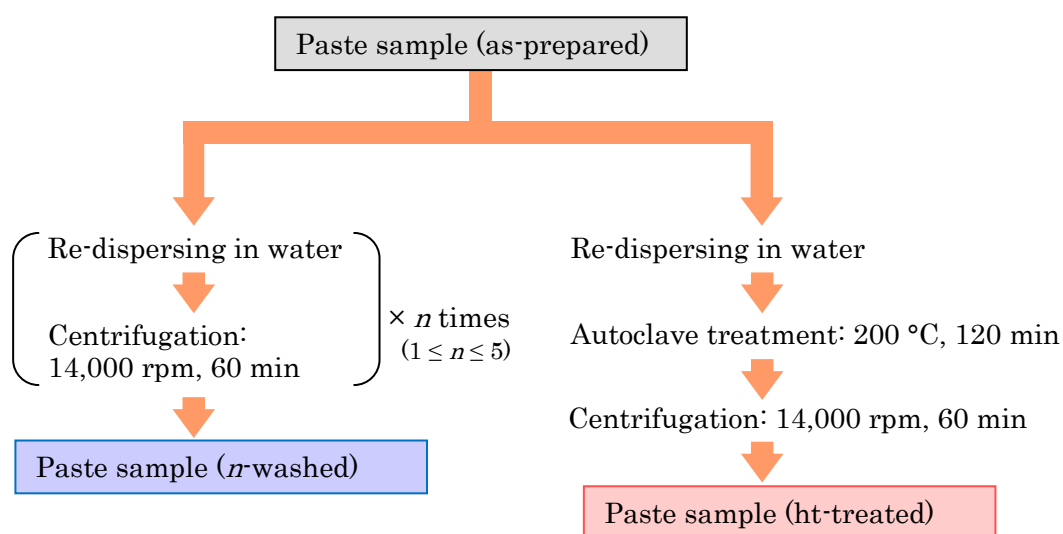 Paste sample (as-prepared)
Re-dispersing in water
Centrifugation:
14,000 rpm, 60 min
× n times
(1 ≤ n ≤ 5)
Paste sample (n-washed)
Re-dispersing in water
Autoclave treatment: 200 °C, 120 min
Centrifugation: 14,000 rpm, 60 min
Paste sample (ht-treated)